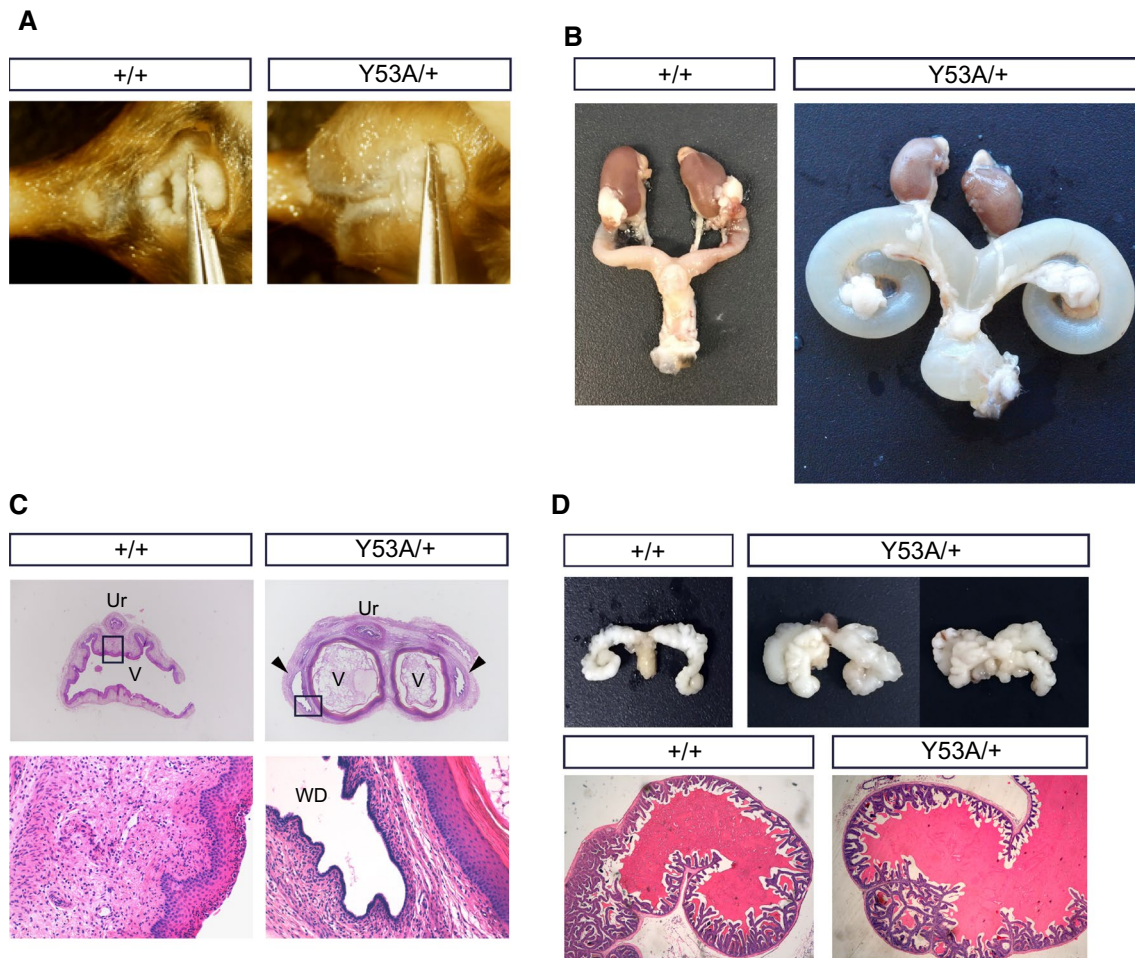 A
+/+
Y53A/+
B
+/+
Y53A/+
C
+/+
Y53A/+
Ur
V
Ur
V
V
WD
D
+/+
Y53A/+
+/+
Y53A/+